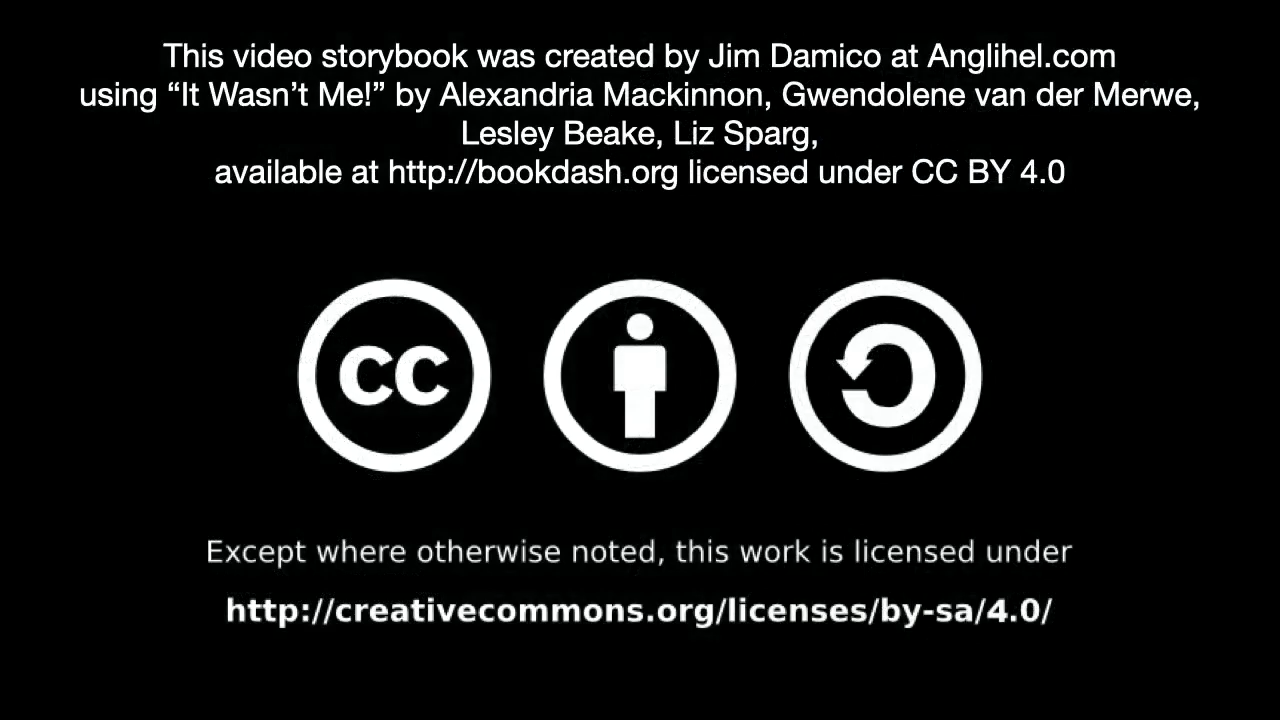 This video storybook was created by Jim Damico at Anglihel.com
using “It Wasn’t Me!” by Alexandria Mackinnon, Gwendolene van der Merwe,
Lesley Beake, Liz Sparg,
available at http://bookdash.org licensed under CC BY 4.0
cc
Except where otherwise noted, this work is licensed under
http://creativecommons.org/licenses/by-sa/4.0/